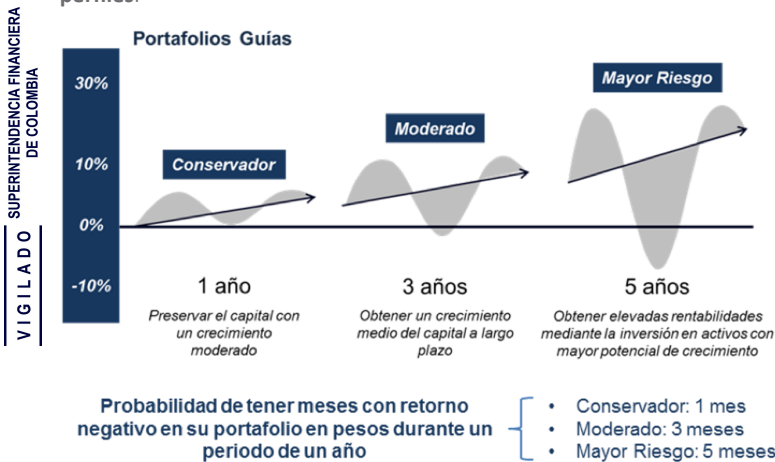 Portafolios Guías
SUPERINTENDENCIA FINANCIERA
DE COLOMBIA
VIGILADO
30%
10%
0%
-10%
Conservador
Moderado
Mayor Riesgo
1 año
Preservar el capital con
un crecimiento
moderado
3 años
Obtener un crecimiento
medio del capital a largo
plazo
5 años
Obtener elevadas rentabilidades
mediante la inversión en activos con
mayor potencial de crecimiento
Probabilidad de tener meses con retorno
negativo en su portafolio en pesos durante un
periodo de un año
• Conservador: 1 mes
• Moderado: 3 meses
• Mayor Riesgo: 5 meses